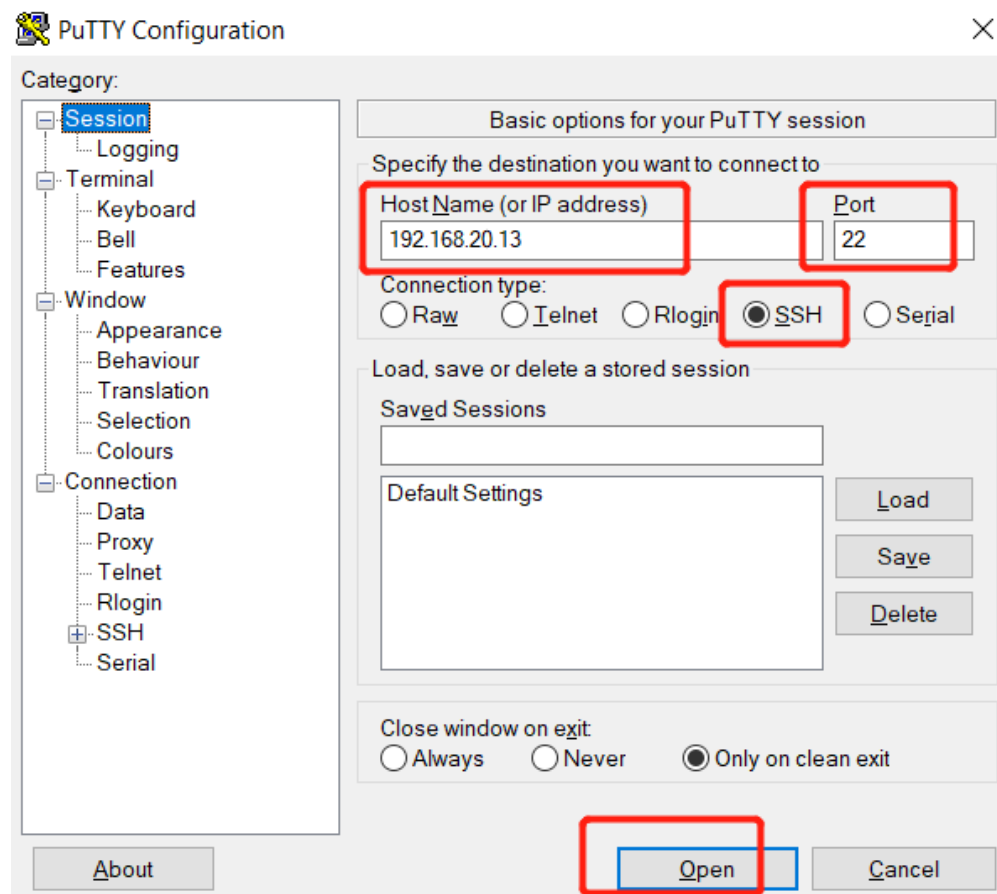 PuTTY Configuration
Category:
Session
Logging
Terminal
Keyboard
Bell
Features
Window
Appearance
Behaviour
Translation
Selection
Colours
Connection
Data
Proxy
Telnet
Rlogin
SSH
Serial
Basic options for your PuTTY session
Specify the destination you want to connect to
Host Name (or IP address) Port
192.168.20.13 22
Connection type:
Raw Telnet Rlogin SSH Serial
Load, save or delete a stored session
Saved Sessions
Default Settings
Load
Save
Delete
Close window on exit:
Always Never Only on clean exit
About Open Cancel